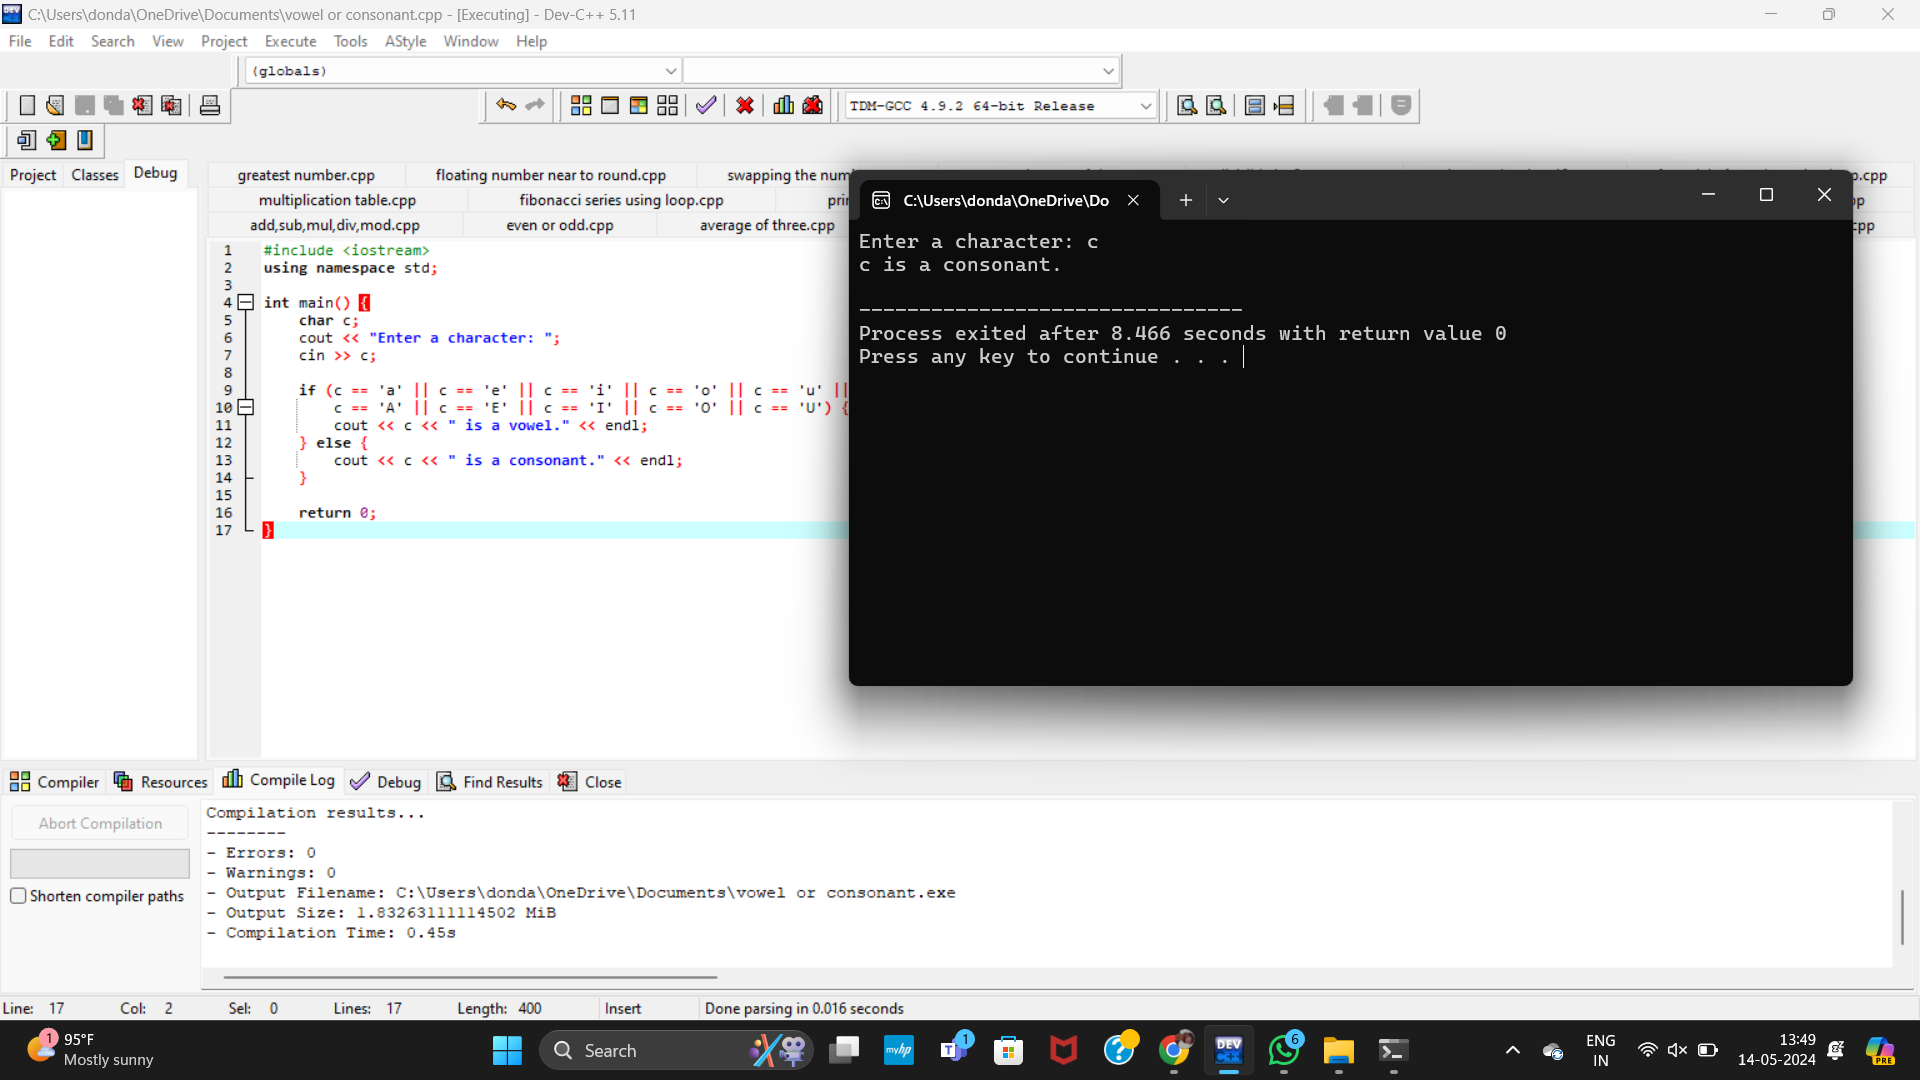 C:\Users\donda\OneDrive\Documents\vowel or consonant.cpp - [Executing] - Dev-C++ 5.11
File Edit Search View Project Execute Tools AStyle Window Help
(globals)
TDM-GCC 4.9.2 64-bit Release
Project Classes Debug
greatest number.cpp floating number near to round.cpp swapping the num
multiplication table.cpp fibonacci series using loop.cpp
add,sub,mul,div,mod.cpp even or odd.cpp average of three.cpp
1 #include <iostream>
2 using namespace std;
3
4 int main() {
5 char c;
6 cout << "Enter a character: ";
7 cin >> c;
8
9 if (c == 'a' || c == 'e' || c == 'i' || c == 'o' || c == 'u' ||
10 c == 'A' || c == 'E' || c == 'I' || c == 'O' || c == 'U') {
11 cout << c << " is a vowel." << endl;
12 } else {
13 cout << c << " is a consonant." << endl;
14 }
15
16 return 0;
17 }
C:\Users\donda\OneDrive\Do
Enter a character: c
c is a consonant.
--------------------------------
Process exited after 8.466 seconds with return value 0
Press any key to continue . . .
Compiler Resources Compile Log Debug Find Results Close
Abort Compilation
Shorten compiler paths
Compilation results...
--------
- Errors: 0
- Warnings: 0
- Output Filename: C:\Users\donda\OneDrive\Documents\vowel or consonant.exe
- Output Size: 1.83263111114502 MiB
- Compilation Time: 0.45s
Line: 17 Col: 2 Sel: 0 Lines: 17 Length: 400 Insert Done parsing in 0.016 seconds
1
95°F
Mostly sunny
Search
myhp
T
1
DEV
6
ENG
IN
13:49
14-05-2024
PRE